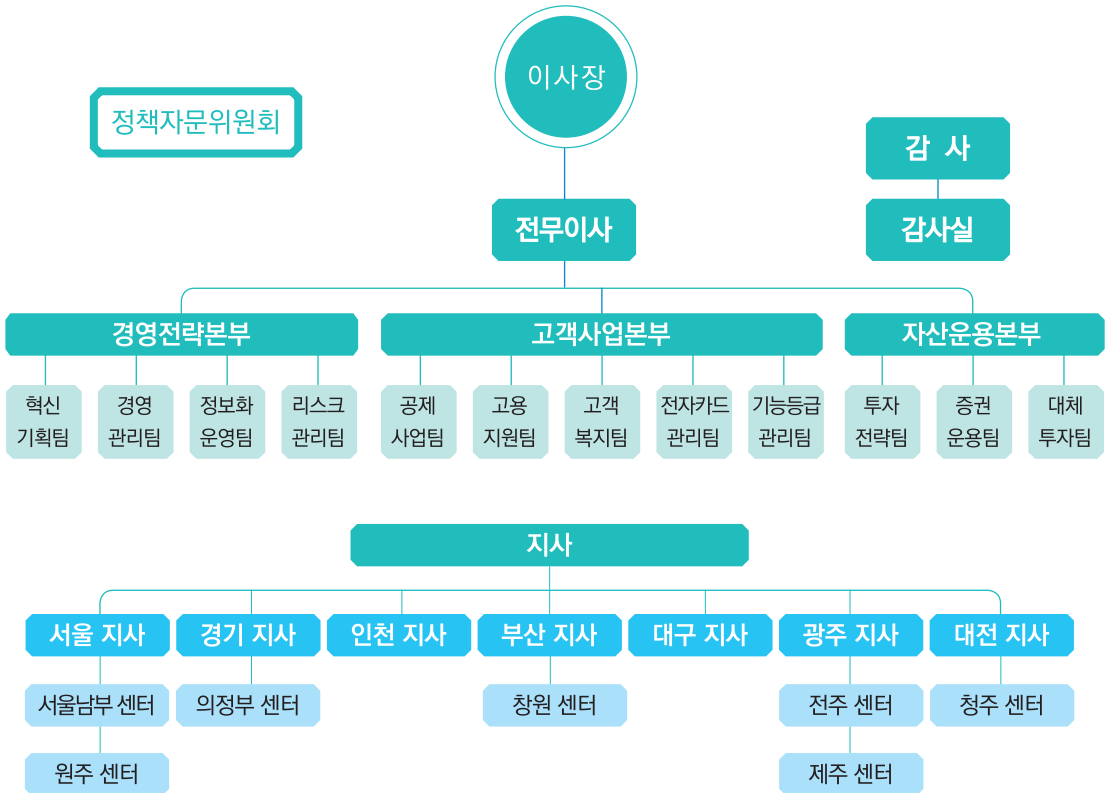 이사장
정책자문위원회
감 사
전무이사
감사실
경영전략본부
고객사업본부
자산운용본부
혁신
기획팀
경영
관리팀
정보화
운영팀
리스크
관리팀
공제
사업팀
고용
지원팀
고객
복지팀
전자카드
관리팀
기능등급
관리팀
투자
전략팀
증권
운용팀
대체
투자팀
지사
서울 지사
경기 지사
인천 지사
부산 지사
대구 지사
광주 지사
대전 지사
서울남부 센터
의정부 센터
창원 센터
전주 센터
청주 센터
원주 센터
제주 센터